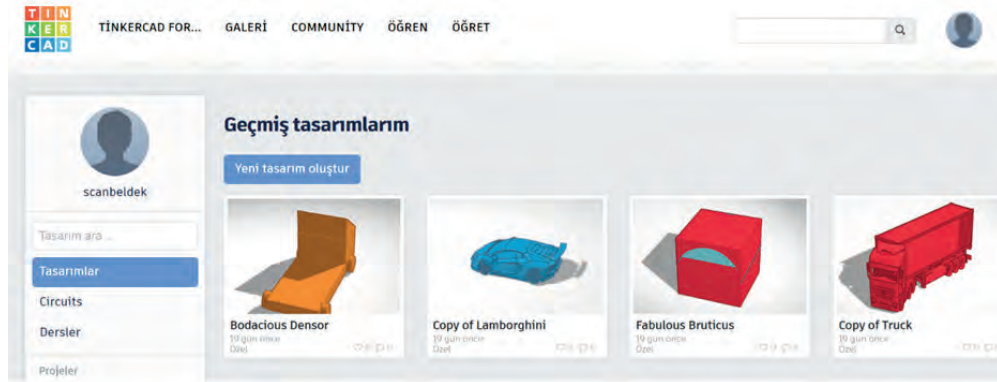 TIN
KER
CAD
TİNKERCAD FOR... GALERİ COMMUNİTY ÖĞREN ÖĞRET
scanbeldek
Tasarım ara ...
Tasarımlar
Circuits
Dersler
Projeler
Geçmiş tasarımlarım
Yeni tasarım oluştur
Bodacious Densor
19 gün önce
Özel
Copy of Lamborghini
19 gün önce
Özel
Fabulous Bruticus
19 gün önce
Özel
Copy of Truck
19 gün önce
Özel